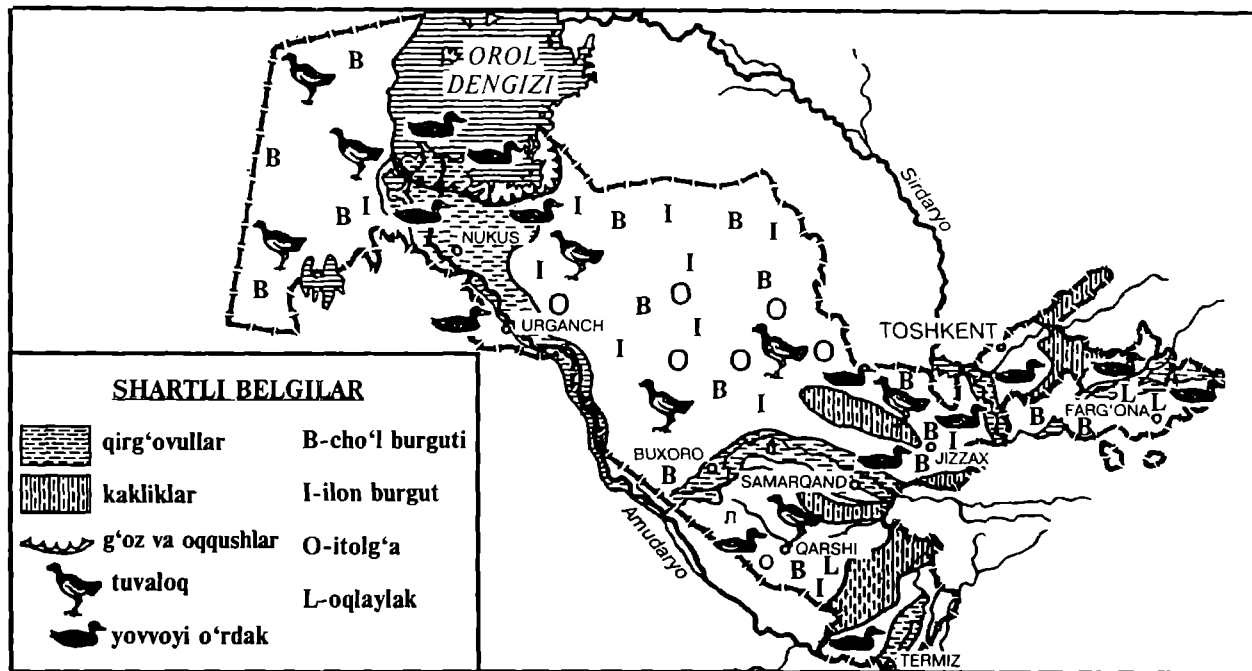 OROL
DENGIZI
B
B
B
I
I
B
I
B
I
Sirdaryo
NUKUS
B
I
I
B
O
O
B
O
URGANCH
I
TOSHKENT
I
O
O
O
B
B
L
L
FARG'ONA
B
B
I
B
I
JIZZAX
BUXORO
B
B
SAMARQAND
л
Amudaryo
QARSHI
O
B
L
I
TERMIZ
SHARTLI BELGILAR
qirg‘ovullar
B-cho‘l burguti
kakliklar
I-ilon burgut
g‘oz va oqqushlar
O-itolg‘a
tuvaloq
L-oqlaylak
yovvoyi o‘rdak